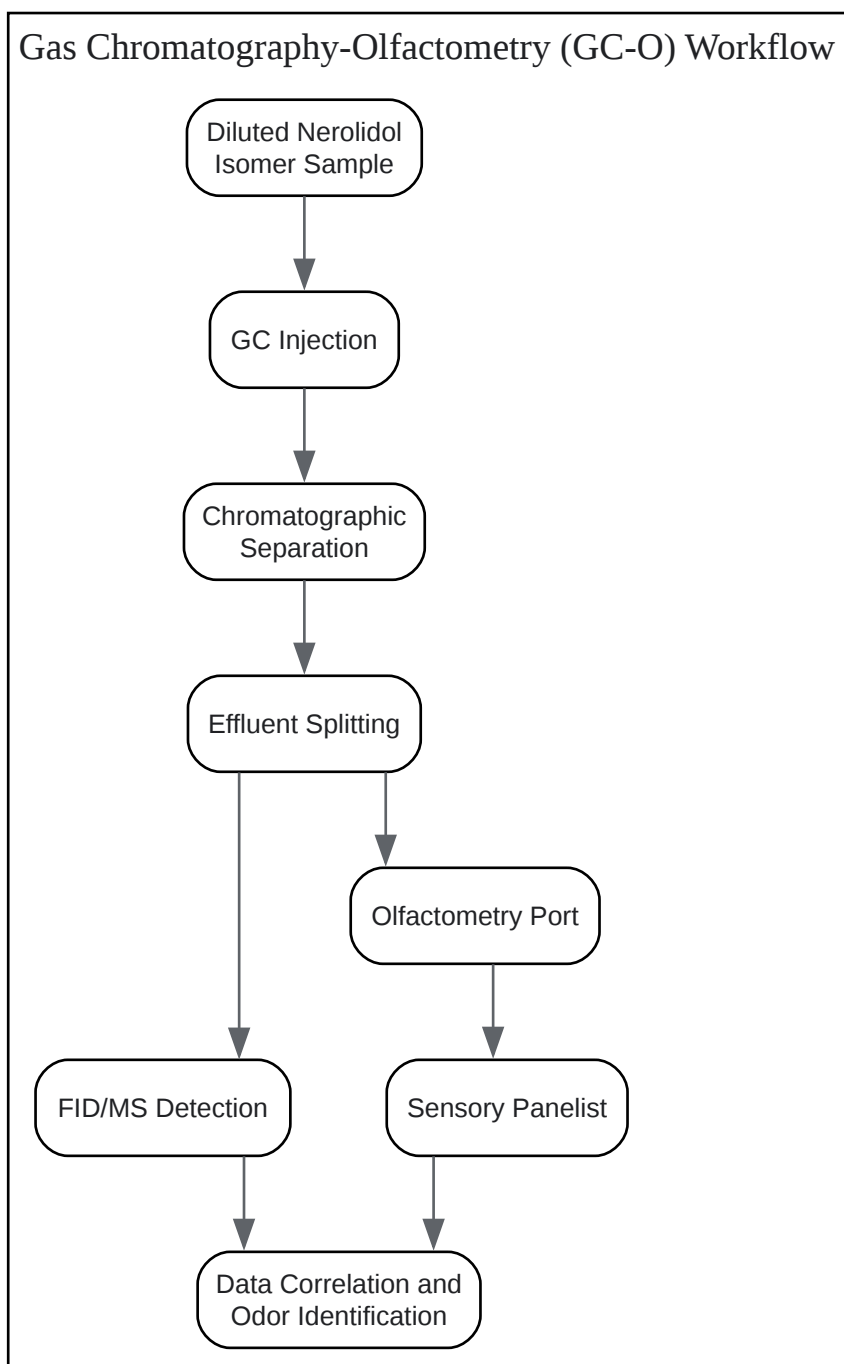 Gas Chromatography-Olfactometry (GC-O) Workflow
Diluted Nerolidol
Isomer Sample
GC Injection
Chromatographic
Separation
Effluent Splitting
Olfactometry Port
FID/MS Detection
Sensory Panelist
Data Correlation and
Odor Identification